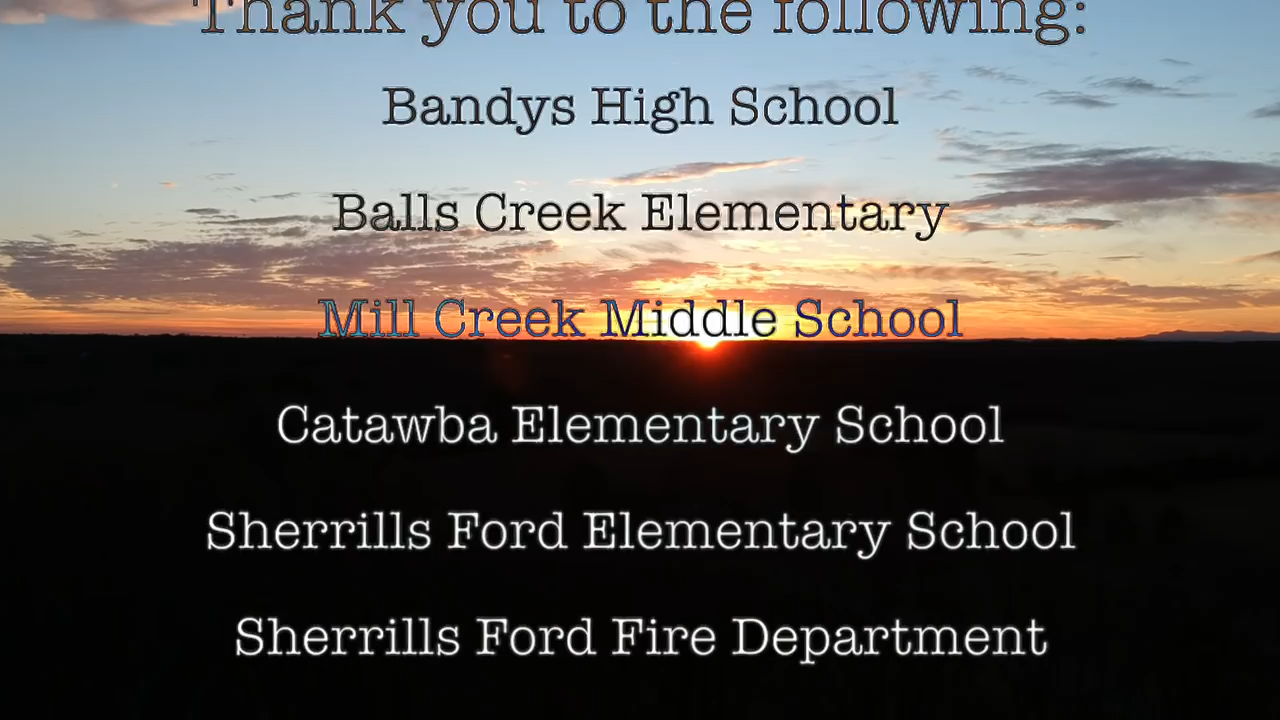 Thank you to the following:
Bandys High School
Balls Creek Elementary
Mill Creek Middle School
Catawba Elementary School
Sherrills Ford Elementary School
Sherrills Ford Fire Department